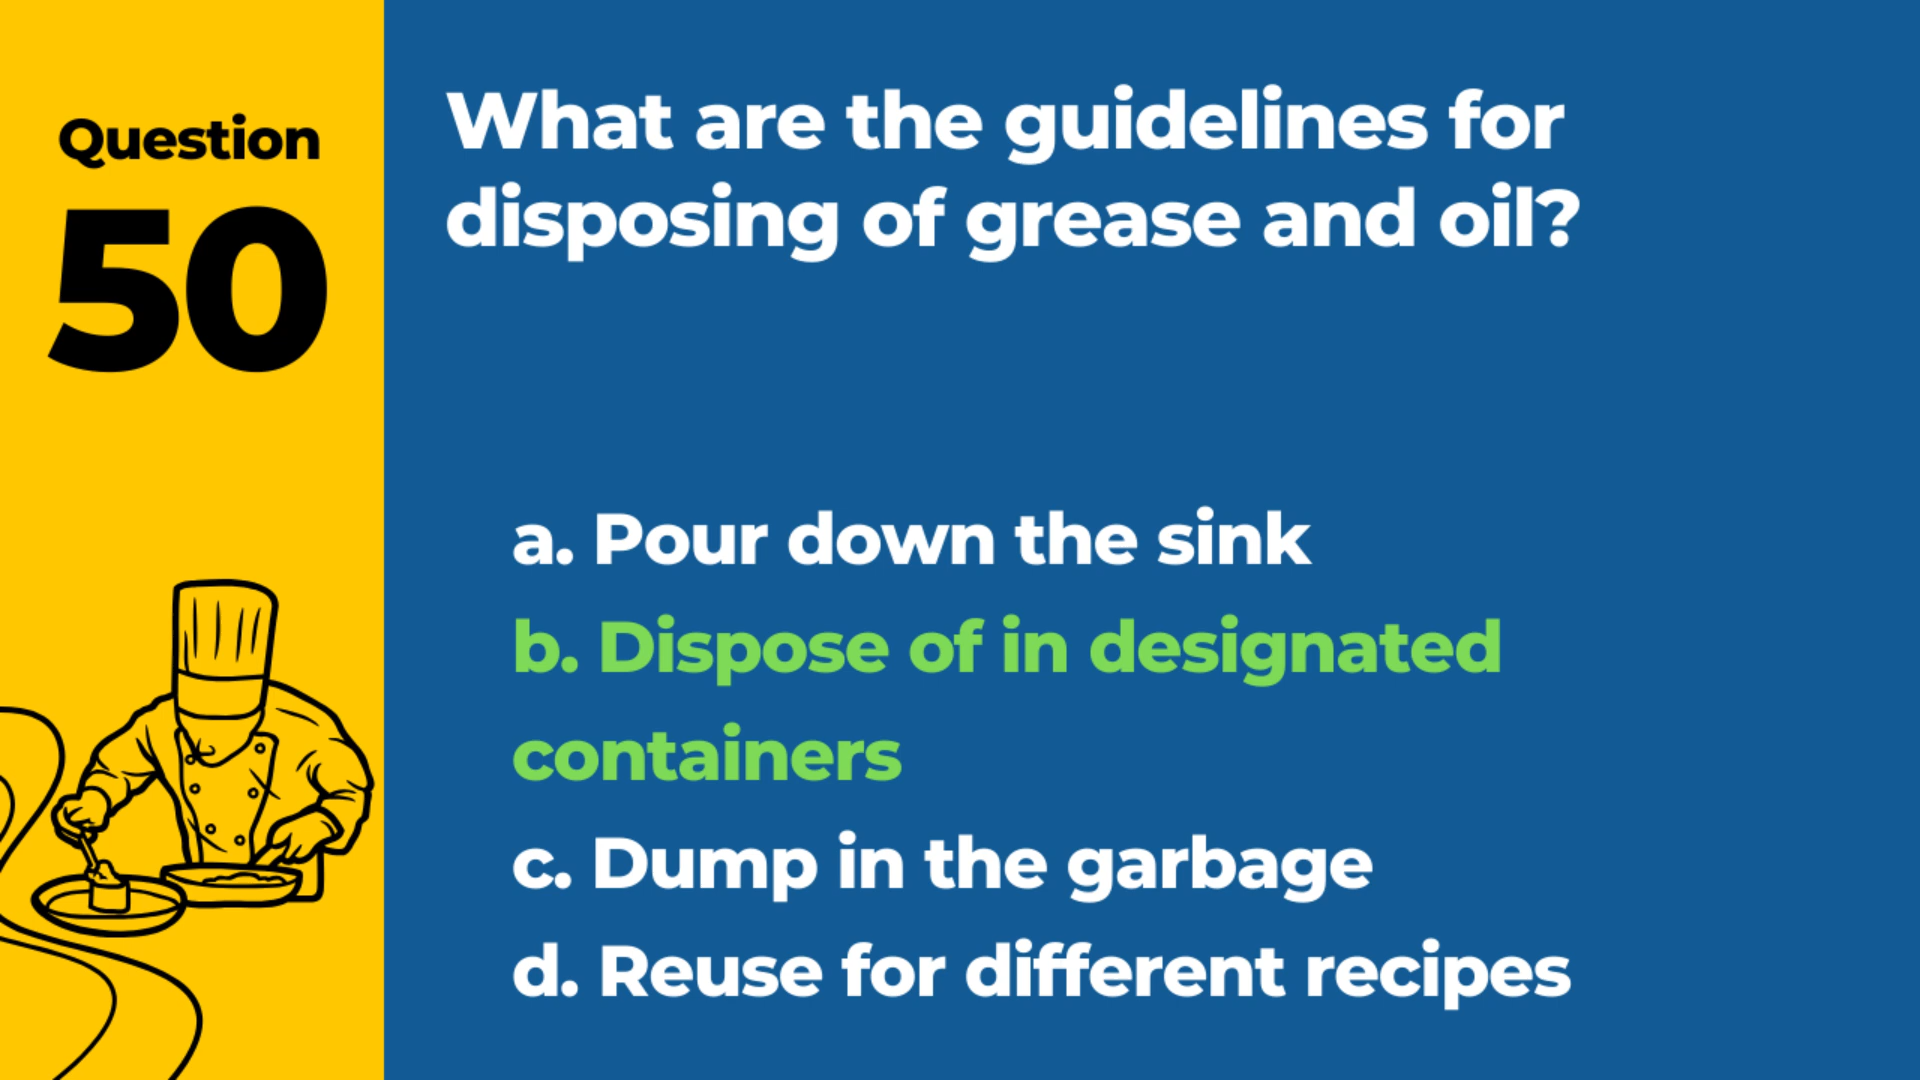 Question
50
What are the guidelines for
disposing of grease and oil?
a. Pour down the sink
b. Dispose of in designated
containers
c. Dump in the garbage
d. Reuse for different recipes